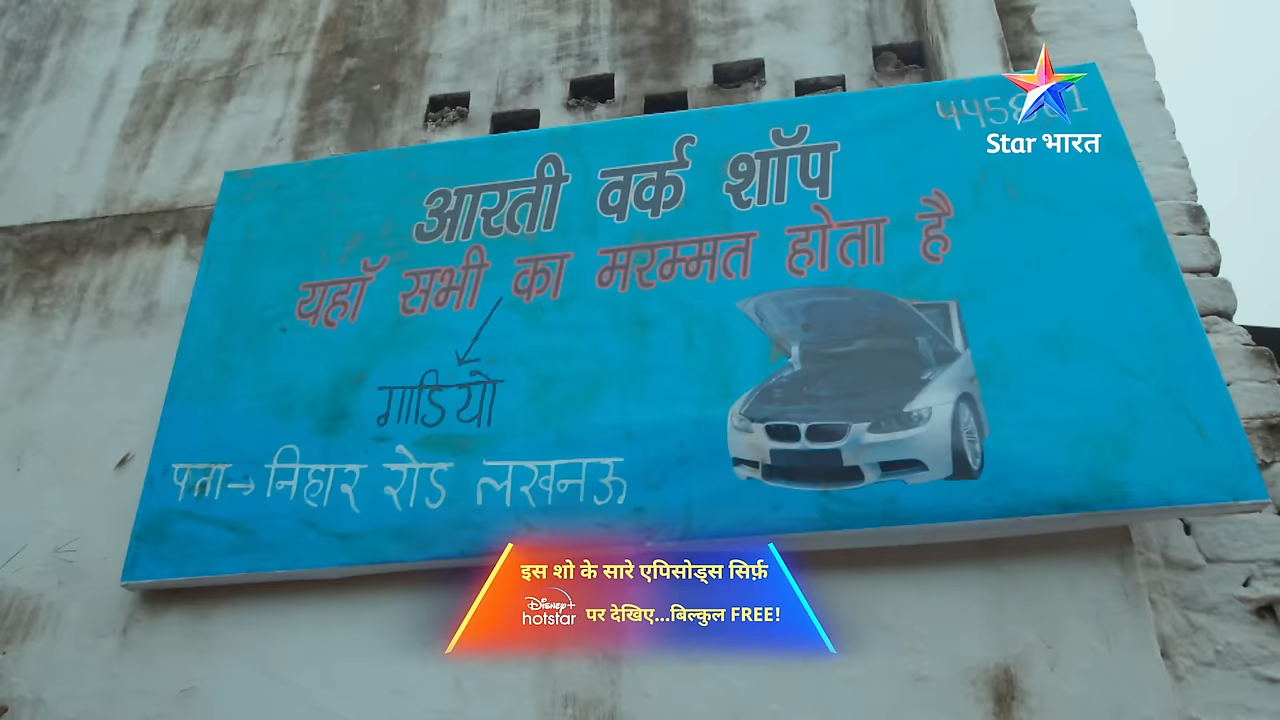 Star भारत
आरती वर्क शॉप
यहाँ सभी का मरम्मत होता है
गाडियो
पता→ निहार रोड लखनऊ
इस शो के सारे एपिसोड्स सिर्फ़
Disney+ hotstar पर देखिए...बिल्कुल FREE!